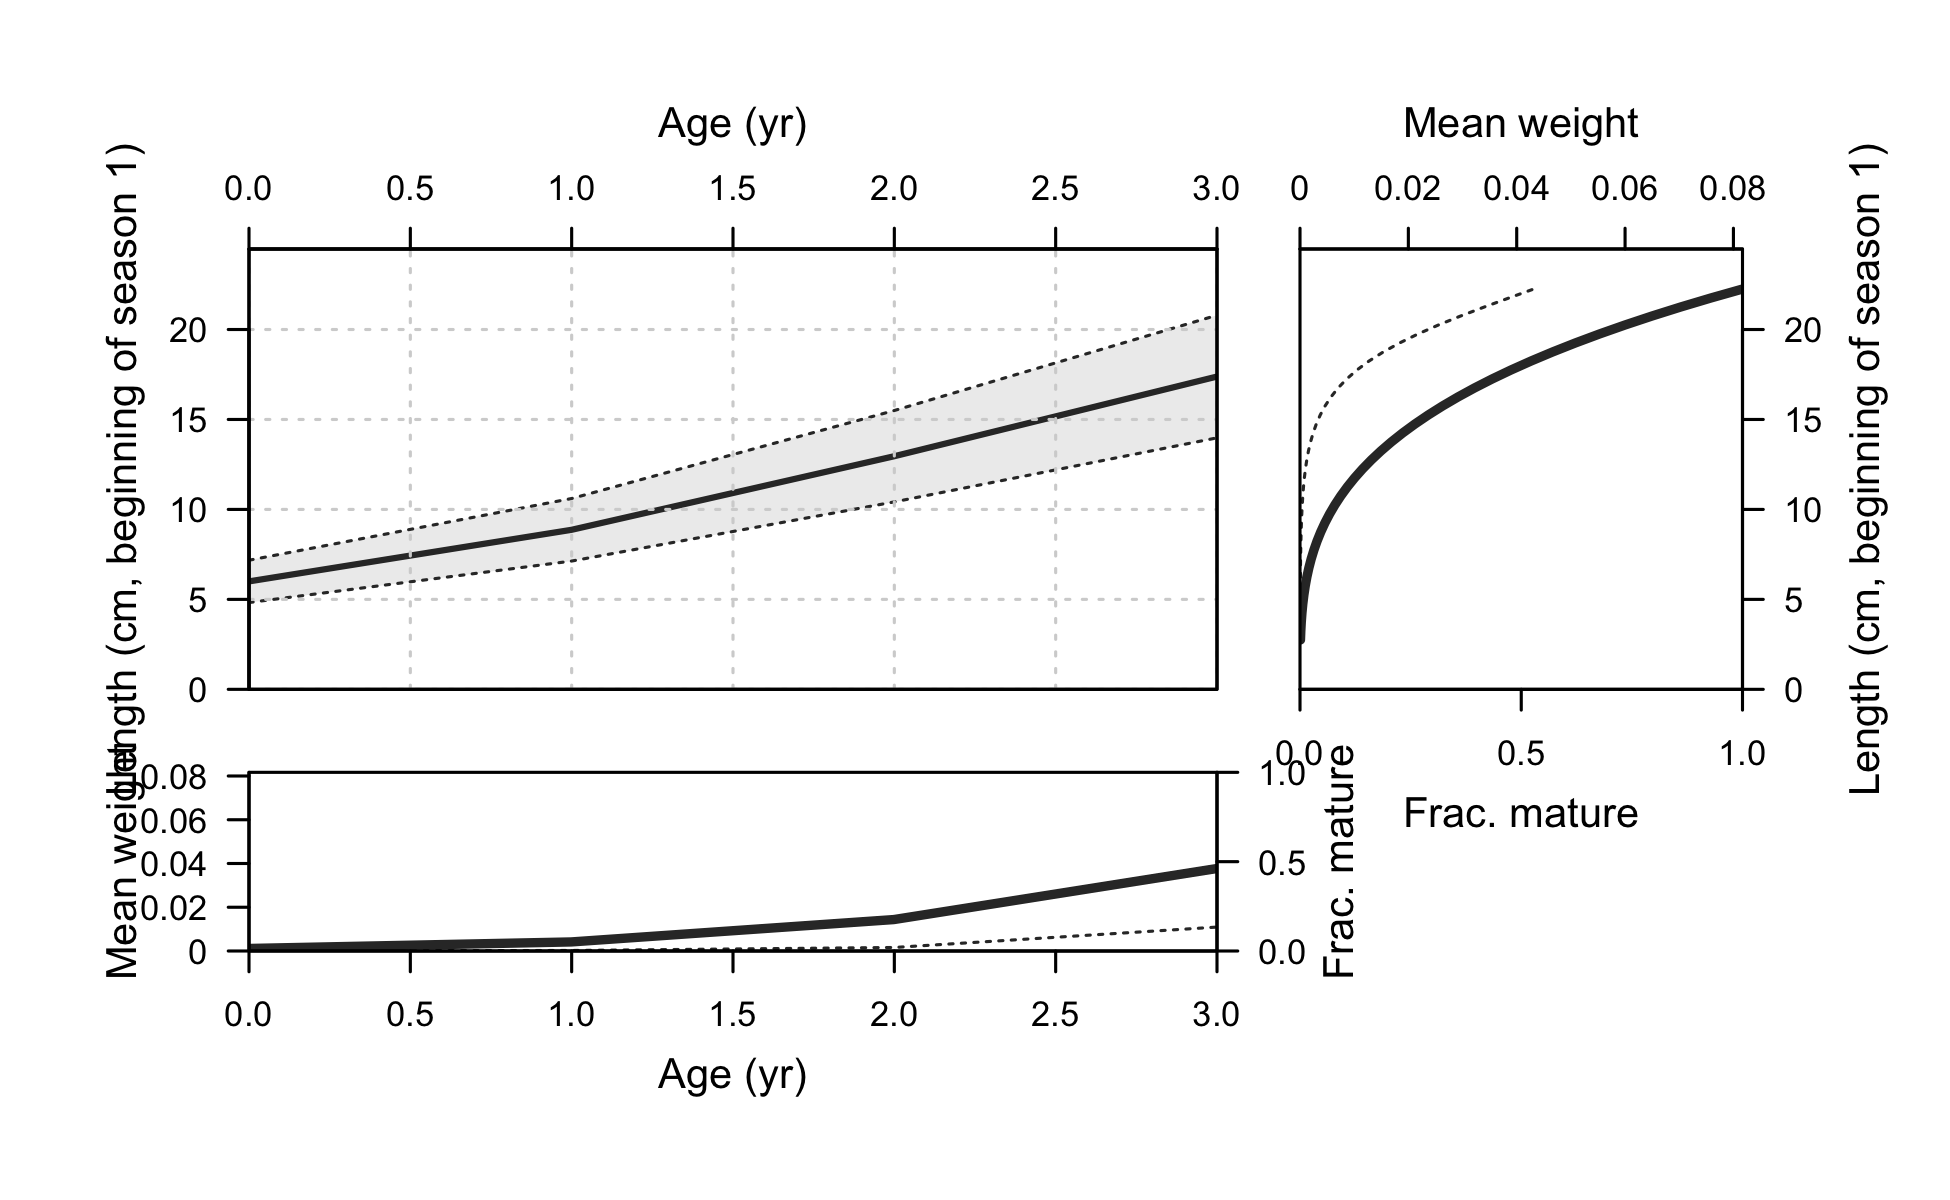 Age (yr)
Mean weight
0.0 0.5 1.0 1.5 2.0 2.5 3.0
0 0.02 0.04 0.06 0.08
Length (cm, beginning of season 1)
20
15
10
5
0
20
15
10
5
0
Length (cm, beginning of season 1)
0.0 0.5 1.0
Frac. mature
Mean weight
0.08
0.06
0.04
0.02
0
1.0
0.5
0.0
Frac. mature
0.0 0.5 1.0 1.5 2.0 2.5 3.0
Age (yr)